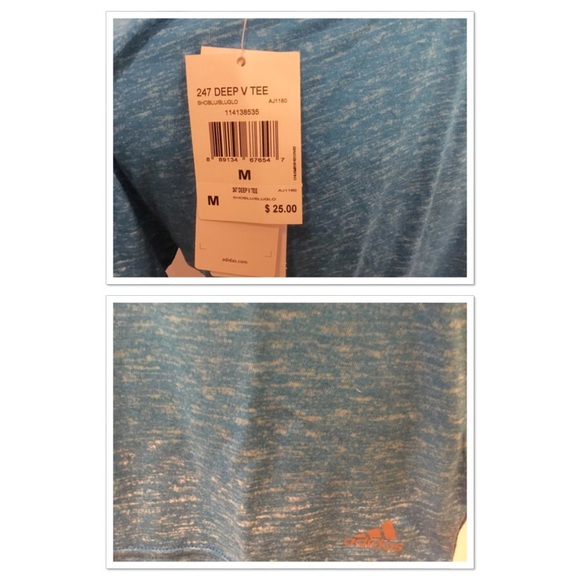 247 DEEP V TEE
SHOBLU/BLUGLO AJ1160
114138535
8 89134 67654 7
M
247 DEEP V TEE AJ1160
M SHOBLU/BLUGLO
$ 25.00
adidas.com
adidas